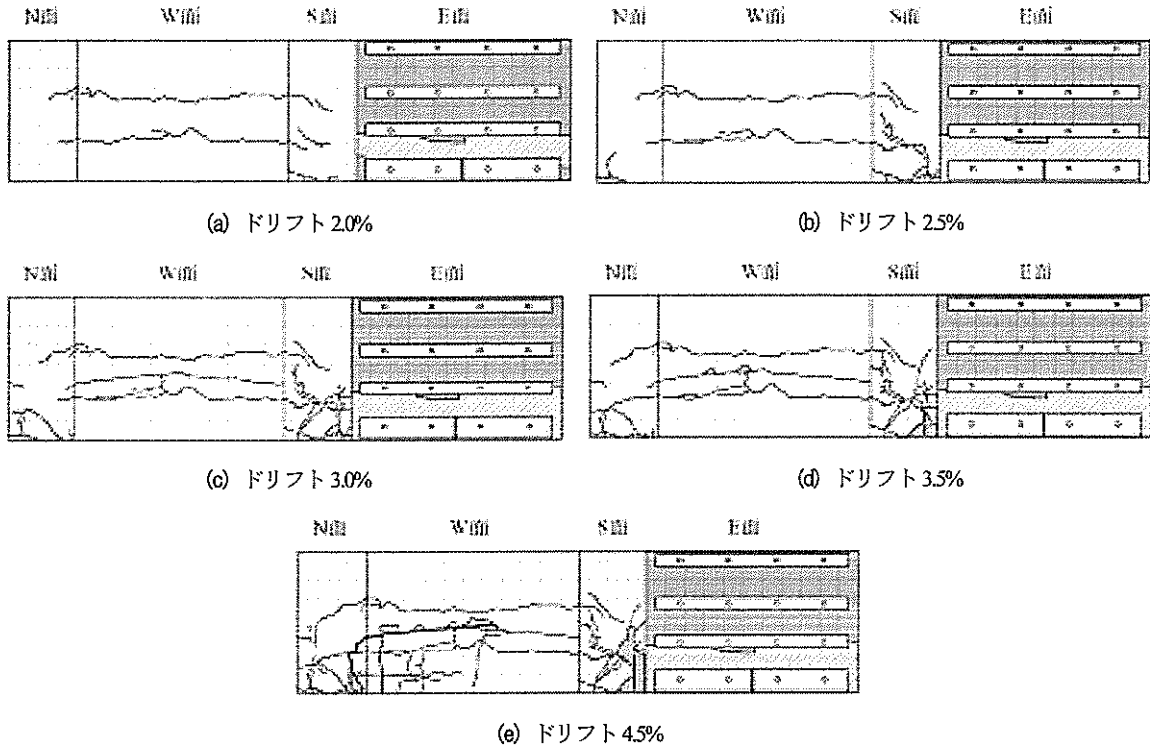 N面 W面 S面 E面
N面 W面 S面 E面
(a) ドリフト2.0%
(b) ドリフト2.5%
N面 W面 S面 E面
N面 W面 S面 E面
(c) ドリフト3.0%
(d) ドリフト3.5%
N面 W面 S面 E面
(e) ドリフト4.5%